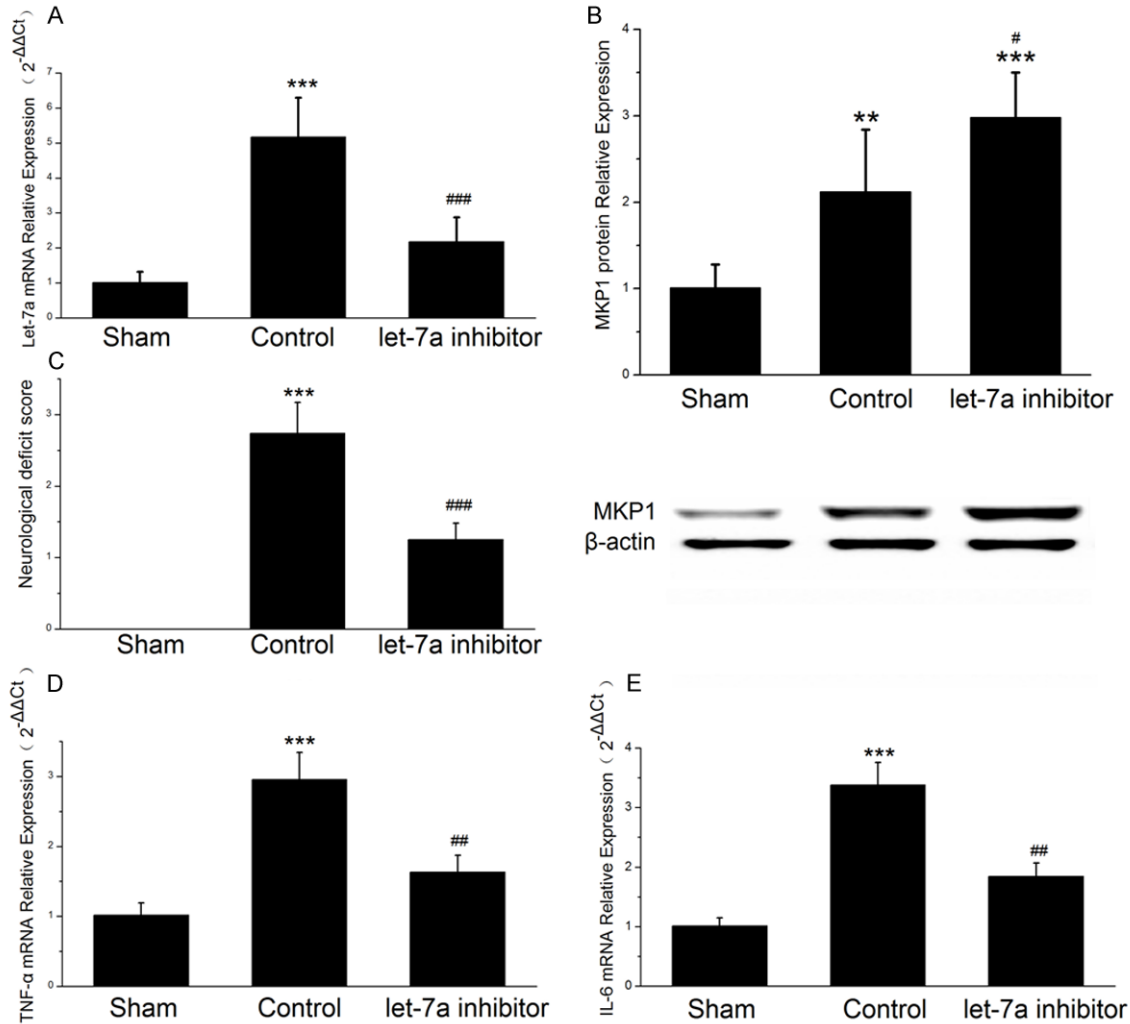 A
Let-7a mRNA Relative Expression（2-ΔΔCt）
7
6
5
4
3
2
1
0
***
###
Sham Control let-7a inhibitor
B
MKP1 protein Relative Expression
4
3
2
1
0
**
#
***
Sham Control let-7a inhibitor
MKP1
β-actin
C
Neurological deficit score
3
2
1
0
***
###
Sham Control let-7a inhibitor
D
TNF-α mRNA Relative Expression（2-ΔΔCt）
3
2
1
0
***
##
Sham Control let-7a inhibitor
E
IL-6 mRNA Relative Expression（2-ΔΔCt）
4
3
2
1
0
***
##
Sham Control let-7a inhibitor